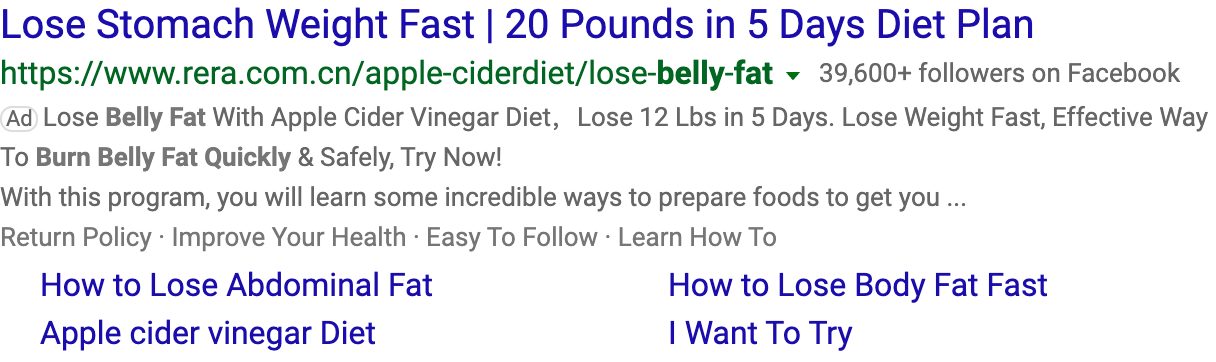 Lose Stomach Weight Fast | 20 Pounds in 5 Days Diet Plan
https://www.rera.com.cn/apple-ciderdiet/lose-belly-fat 39,600+ followers on Facebook
Ad Lose Belly Fat With Apple Cider Vinegar Diet， Lose 12 Lbs in 5 Days. Lose Weight Fast, Effective Way
To Burn Belly Fat Quickly & Safely, Try Now!
With this program, you will learn some incredible ways to prepare foods to get you ...
Return Policy · Improve Your Health · Easy To Follow · Learn How To
How to Lose Abdominal Fat How to Lose Body Fat Fast
Apple cider vinegar Diet I Want To Try